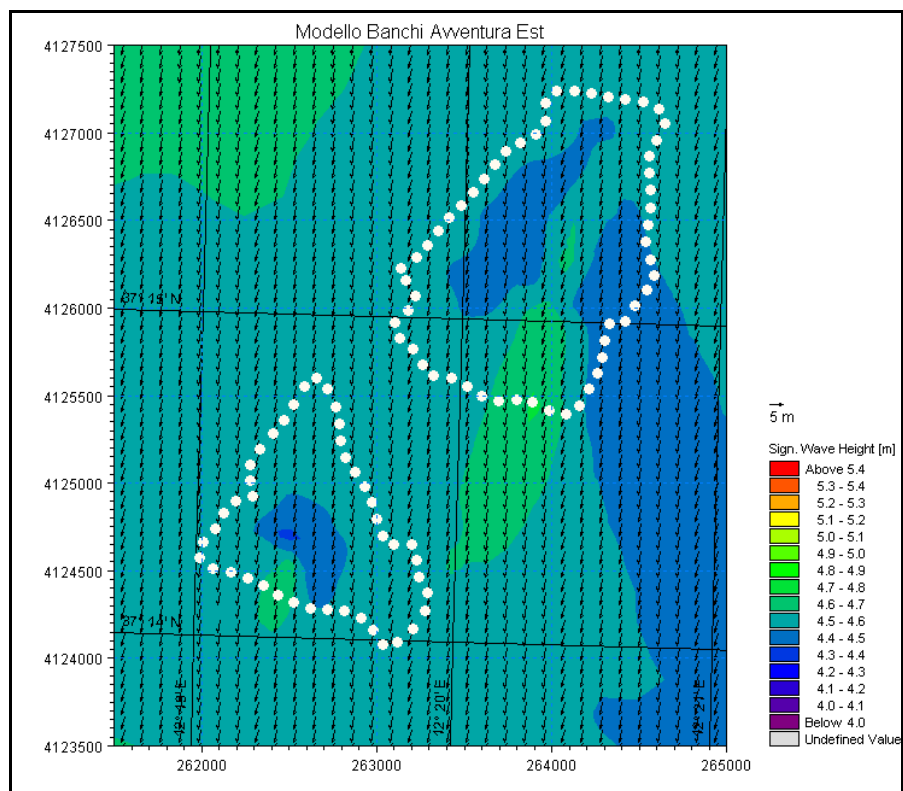 Modello Banchi Avventura Est
4127500
4127000
4126500
4126000
4125500
4125000
4124500
4124000
4123500
37° 15' N
37° 14' N
12° 19' E
12° 20' E
12° 21' E
262000
263000
264000
265000
5 m
Sign. Wave Height [m]
Above 5.4
5.3 - 5.4
5.2 - 5.3
5.1 - 5.2
5.0 - 5.1
4.9 - 5.0
4.8 - 4.9
4.7 - 4.8
4.6 - 4.7
4.5 - 4.6
4.4 - 4.5
4.3 - 4.4
4.2 - 4.3
4.1 - 4.2
4.0 - 4.1
Below 4.0
Undefined Value